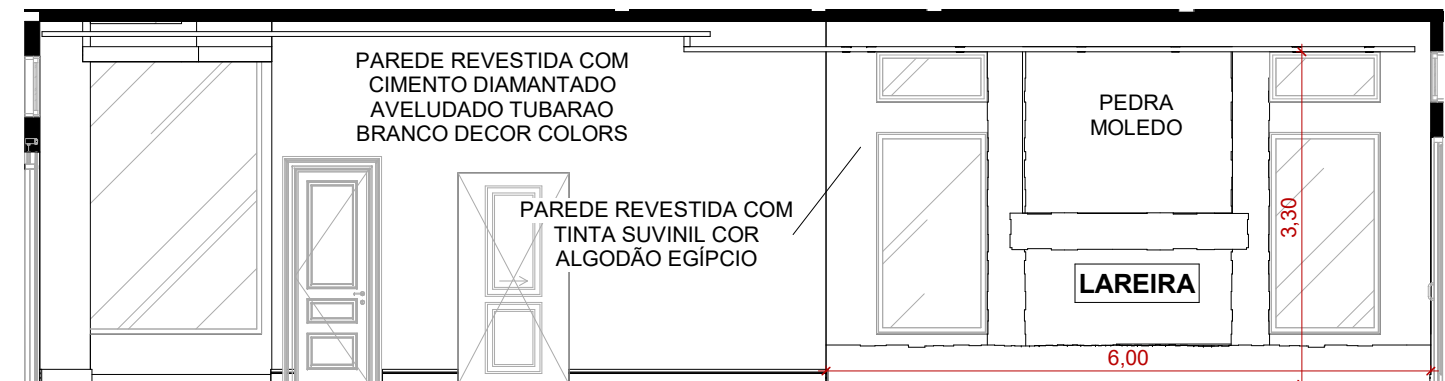 PAREDE REVESTIDA COM
CIMENTO DIAMANTADO
AVELUDADO TUBARAO
BRANCO DECOR COLORS
PAREDE REVESTIDA COM
TINTA SUVINIL COR
ALGODÃO EGÍPCIO
PEDRA
MOLEDO
3,30
LAREIRA
6,00